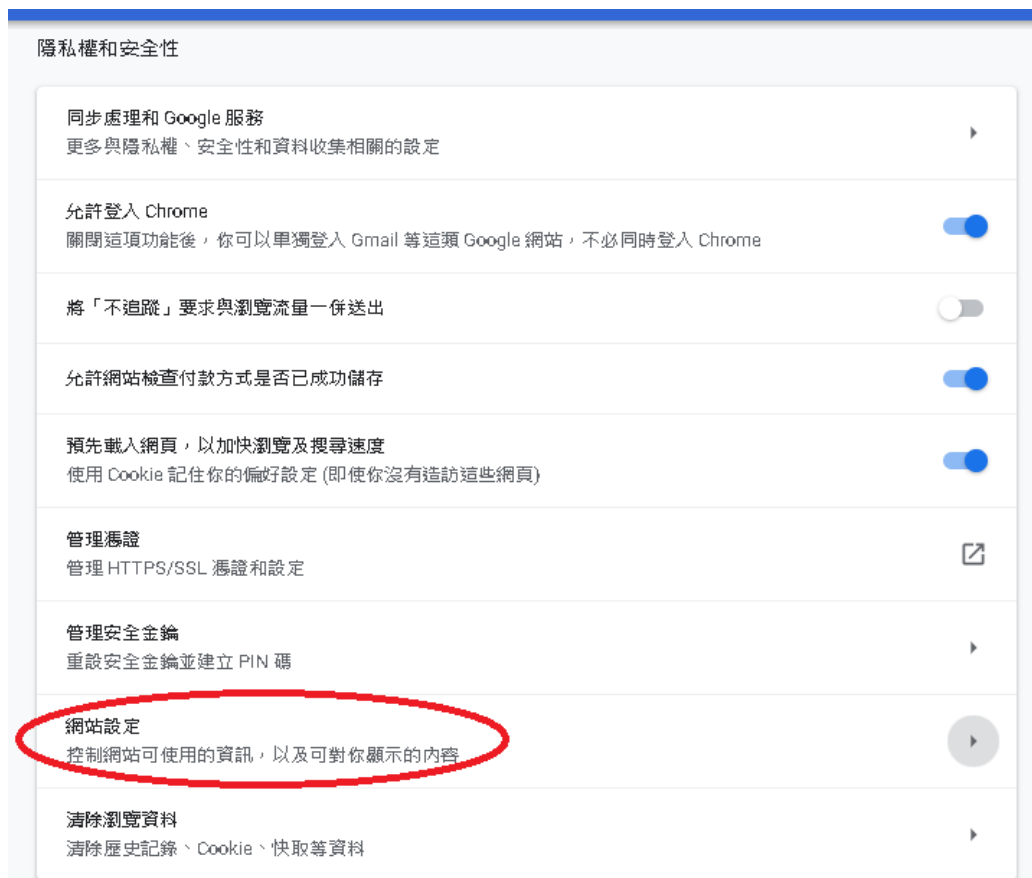 隱私權和安全性
同步處理和 Google 服務
更多與隱私權、安全性和資料收集相關的設定
允許登入 Chrome
關閉這項功能後，你可以單獨登入 Gmail 等這類 Google 網站，不必同時登入 Chrome
將「不追蹤」要求與瀏覽流量一併送出
允許網站檢查付款方式是否已成功儲存
預先載入網頁，以加快瀏覽及搜尋速度
使用 Cookie 記住你的偏好設定 (即使你沒有造訪這些網頁)
管理憑證
管理 HTTPS/SSL 憑證和設定
管理安全金鑰
重設安全金鑰並建立 PIN 碼
網站設定
控制網站可使用的資訊，以及可對你顯示的內容
清除瀏覽資料
清除歷史記錄、Cookie、快取等資料